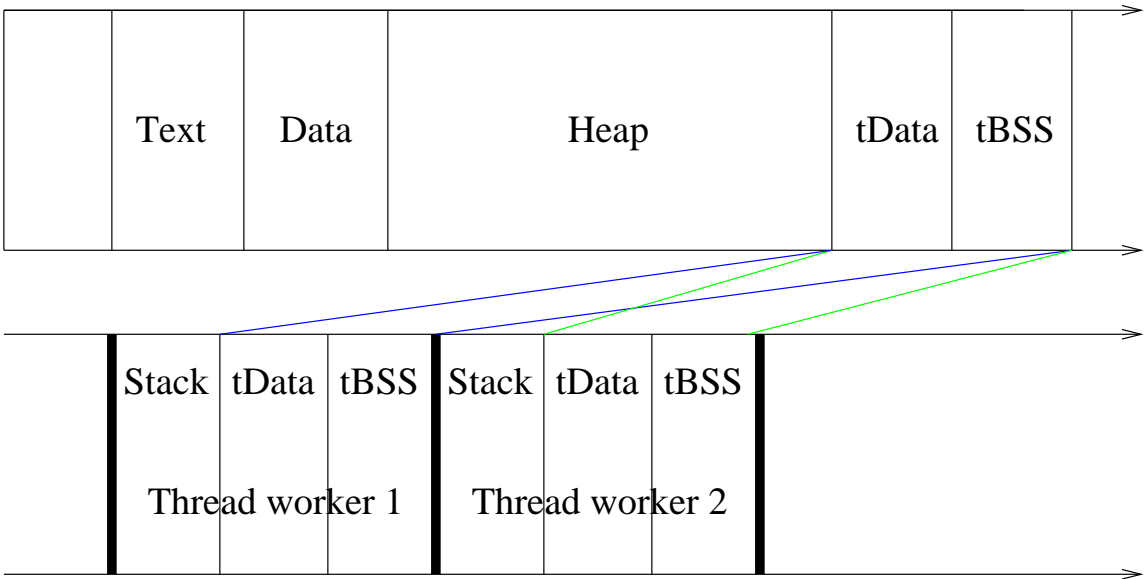 Text Data Heap tData tBSS
Stack tData tBSS Stack tData tBSS
Thread worker 1 Thread worker 2